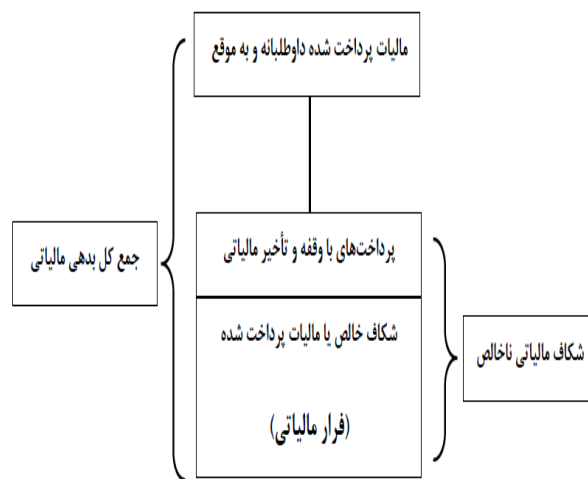 مالیات پرداخت شده داوطلبانه و به موقع
پرداخت‌های با وقفه و تأخیر مالیاتی
جمع کل بدهی مالیاتی
شکاف خالص یا مالیات پرداخت شده
(فرار مالیاتی)
شکاف مالیاتی ناخالص